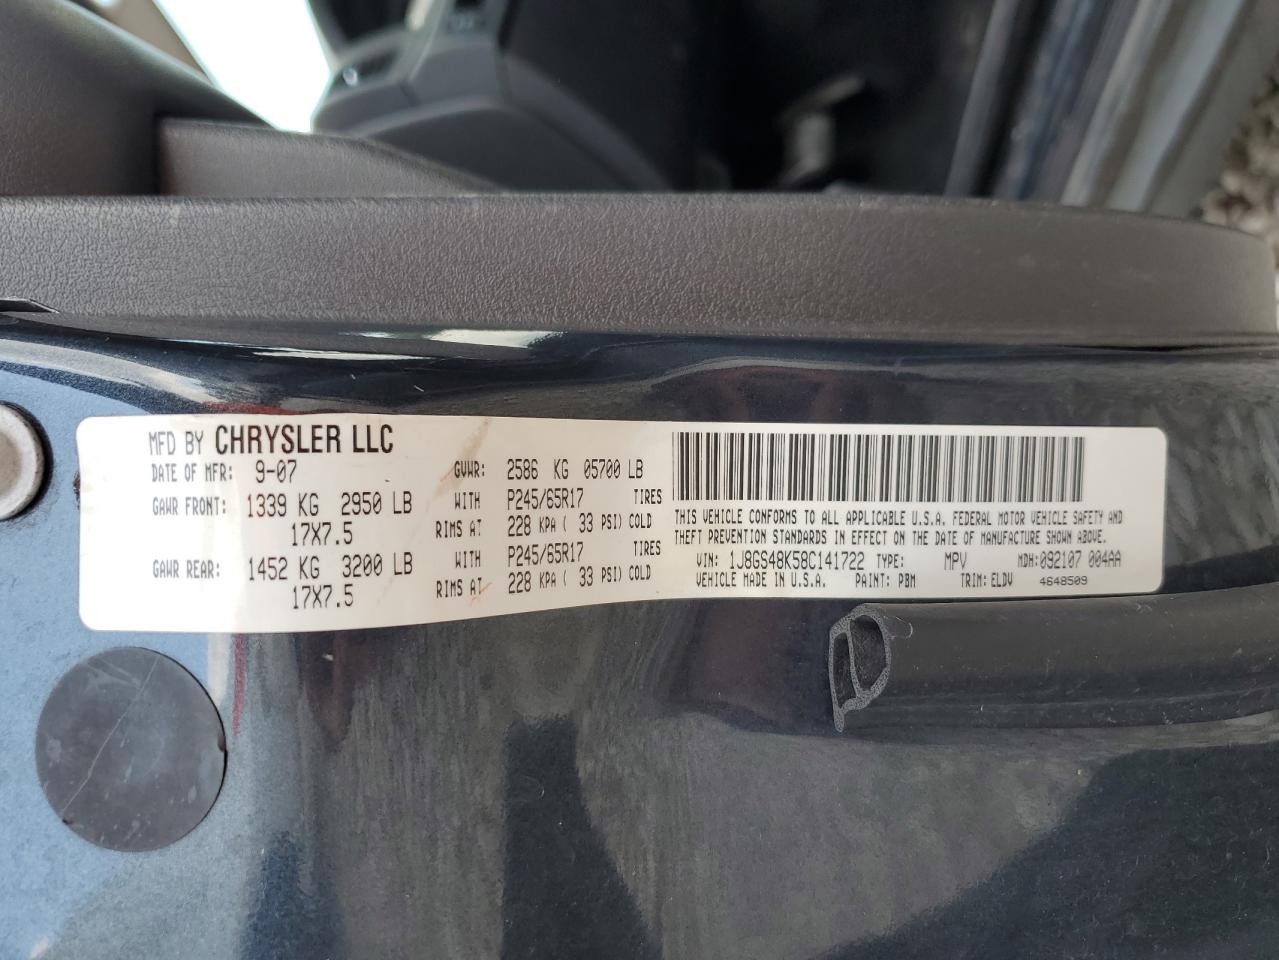 MFD BY CHRYSLER LLC
DATE OF MFR: 9-07 GVWR: 2586 KG 05700 LB
GAWR FRONT: 1339 KG 2950 LB WITH P245/65R17 TIRES
17X7.5 RIMS AT 228 KPA ( 33 PSI) COLD
GAWR REAR: 1452 KG 3200 LB WITH P245/65R17 TIRES
17X7.5 RIMS AT 228 KPA ( 33 PSI) COLD
THIS VEHICLE CONFORMS TO ALL APPLICABLE U.S.A. FEDERAL MOTOR VEHICLE SAFETY AND
THEFT PREVENTION STANDARDS IN EFFECT ON THE DATE OF MANUFACTURE SHOWN ABOVE.
VIN: 1J8GS48K58C141722 TYPE: MPV MDH: 092107 004AA
VEHICLE MADE IN U.S.A. PAINT: PBM TRIM: ELDV 4648509